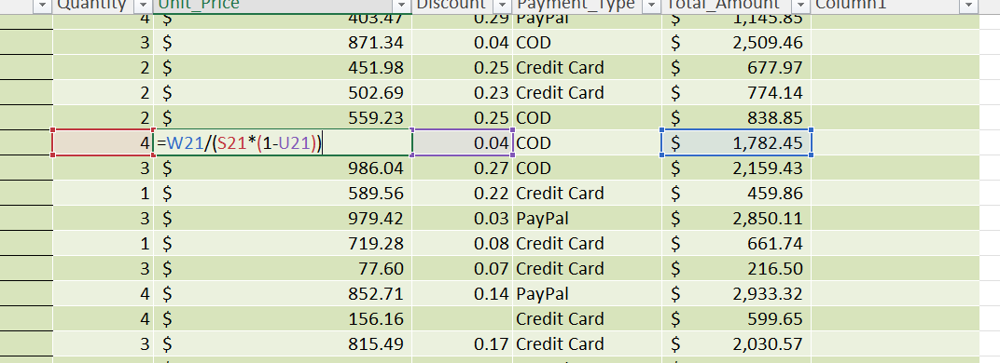 Quantity Unit_Price Discount Payment_Type Total_Amount Column1
4 $ 403.47 0.29 PayPal $ 1,145.85
3 $ 871.34 0.04 COD $ 2,509.46
2 $ 451.98 0.25 Credit Card $ 677.97
2 $ 502.69 0.23 Credit Card $ 774.14
2 $ 559.23 0.25 COD $ 838.85
4 =W21/(S21*(1-U21)) 0.04 COD $ 1,782.45
3 $ 986.04 0.27 COD $ 2,159.43
1 $ 589.56 0.22 Credit Card $ 459.86
3 $ 979.42 0.03 PayPal $ 2,850.11
1 $ 719.28 0.08 Credit Card $ 661.74
3 $ 77.60 0.07 Credit Card $ 216.50
4 $ 852.71 0.14 PayPal $ 2,933.32
4 $ 156.16 Credit Card $ 599.65
3 $ 815.49 0.17 Credit Card $ 2,030.57